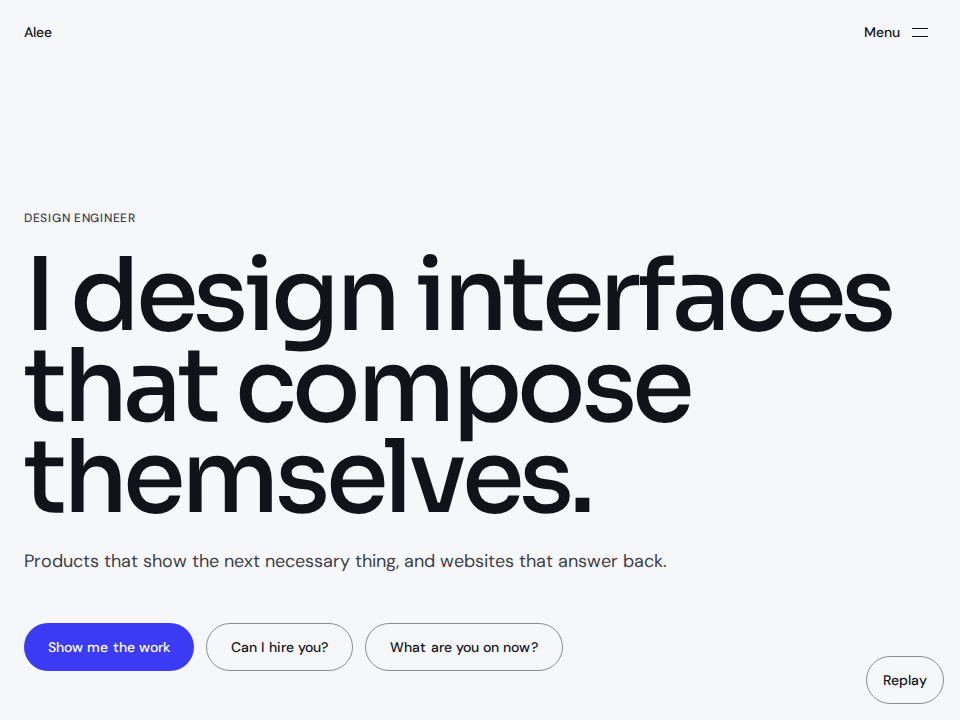 Alee
Menu
DESIGN ENGINEER
I design interfaces
that compose
themselves.
Products that show the next necessary thing, and websites that answer back.
Show me the work
Can I hire you?
What are you on now?
Replay